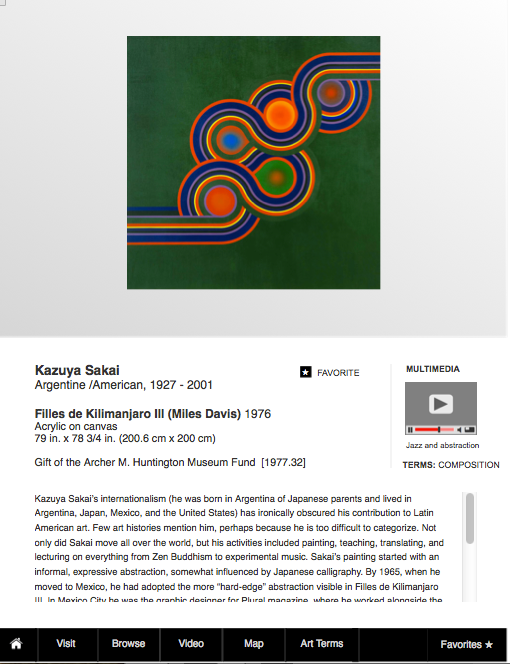 Kazuya Sakai
Argentine /American, 1927 - 2001
FAVORITE
MULTIMEDIA
Filles de Kilimanjaro III (Miles Davis) 1976
Acrylic on canvas
79 in. x 78 3/4 in. (200.6 cm x 200 cm)
Jazz and abstraction
Gift of the Archer M. Huntington Museum Fund [1977.32]
TERMS: COMPOSITION
Kazuya Sakai's internationalism (he was born in Argentina of Japanese parents and lived in
Argentina, Japan, Mexico, and the United States) has ironically obscured his contribution to Latin
American art. Few art histories mention him, perhaps because he is too difficult to categorize. Not
only did Sakai move all over the world, but his activities included painting, teaching, translating, and
lecturing on everything from Zen Buddhism to experimental music. Sakai's painting started with an
informal, expressive abstraction, somewhat influenced by Japanese calligraphy. By 1965, when he
moved to Mexico, he had adopted the more “hard-edge” abstraction visible in Filles de Kilimanjaro
III. In Mexico City he was the graphic designer for Plural magazine, where he worked alongside the
Visit
Browse
Video
Map
Art Terms
Favorites ★